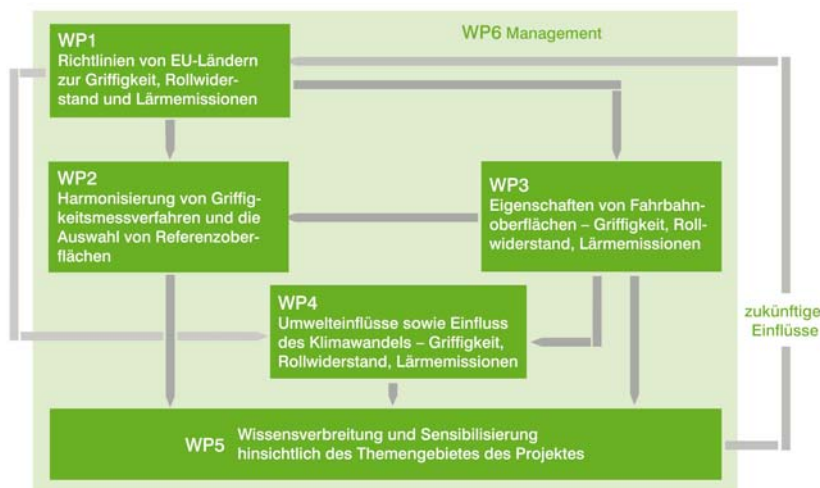 WP6 Management
WP1
Richtlinien von EU-Ländern
zur Griffigkeit, Rollwider-
stand und Lärmemissionen
WP2
Harmonisierung von Griffig-
keitsmessverfahren und die
Auswahl von Referenzober-
flächen
WP3
Eigenschaften von Fahrbahn-
oberflächen – Griffigkeit, Roll-
widerstand, Lärmemissionen
WP4
Umwelteinflüsse sowie Einfluss
des Klimawandels – Griffigkeit,
Rollwiderstand, Lärmemissionen
zukünftige
Einflüsse
WP5 Wissensverbreitung und Sensibilisierung
hinsichtlich des Themengebietes des Projektes